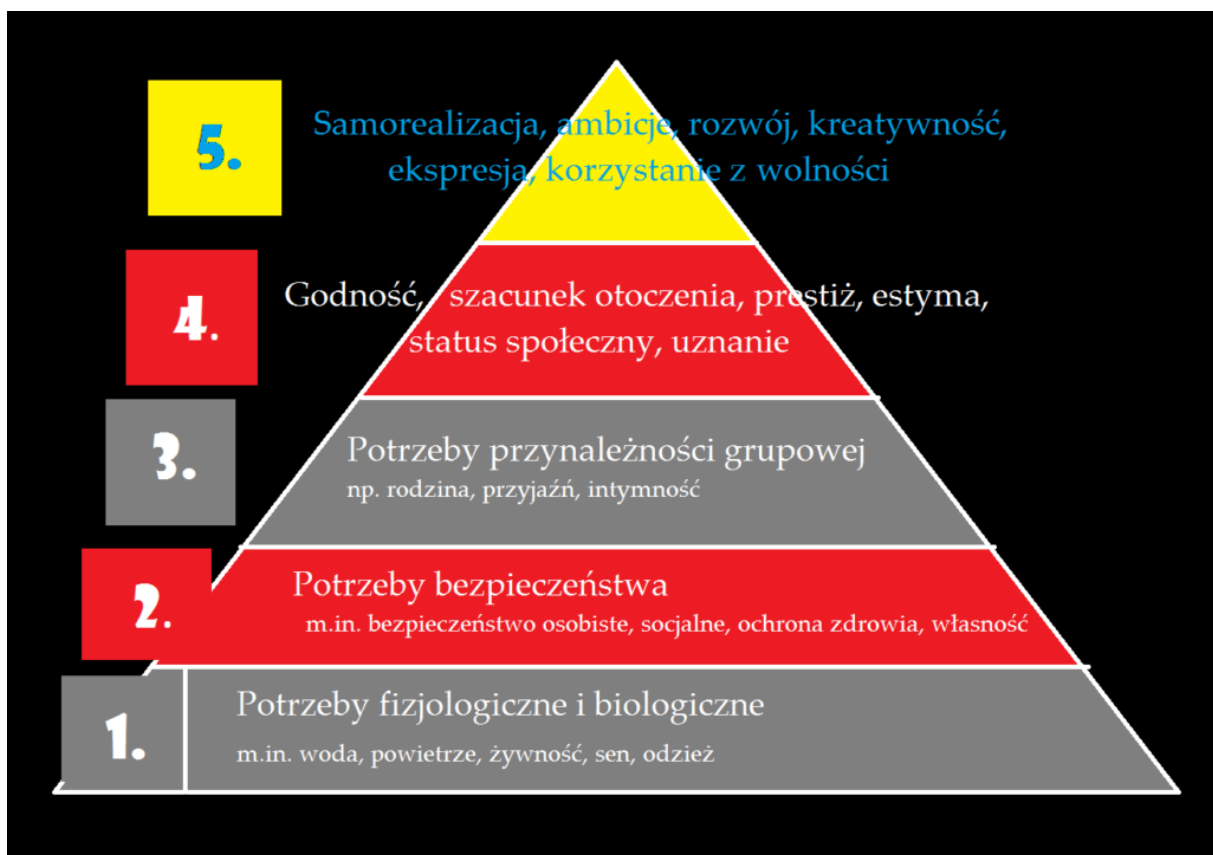 5.
Samorealizacja, ambicje, rozwój, kreatywność,
ekspresja, korzystanie z wolności
4.
Godność, szacunek otoczenia, prestiż, estyma,
status społeczny, uznanie
3.
Potrzeby przynależności grupowej
np. rodzina, przyjaźń, intymność
2.
Potrzeby bezpieczeństwa
m.in. bezpieczeństwo osobiste, socjalne, ochrona zdrowia, własność
1.
Potrzeby fizjologiczne i biologiczne
m.in. woda, powietrze, żywność, sen, odzież